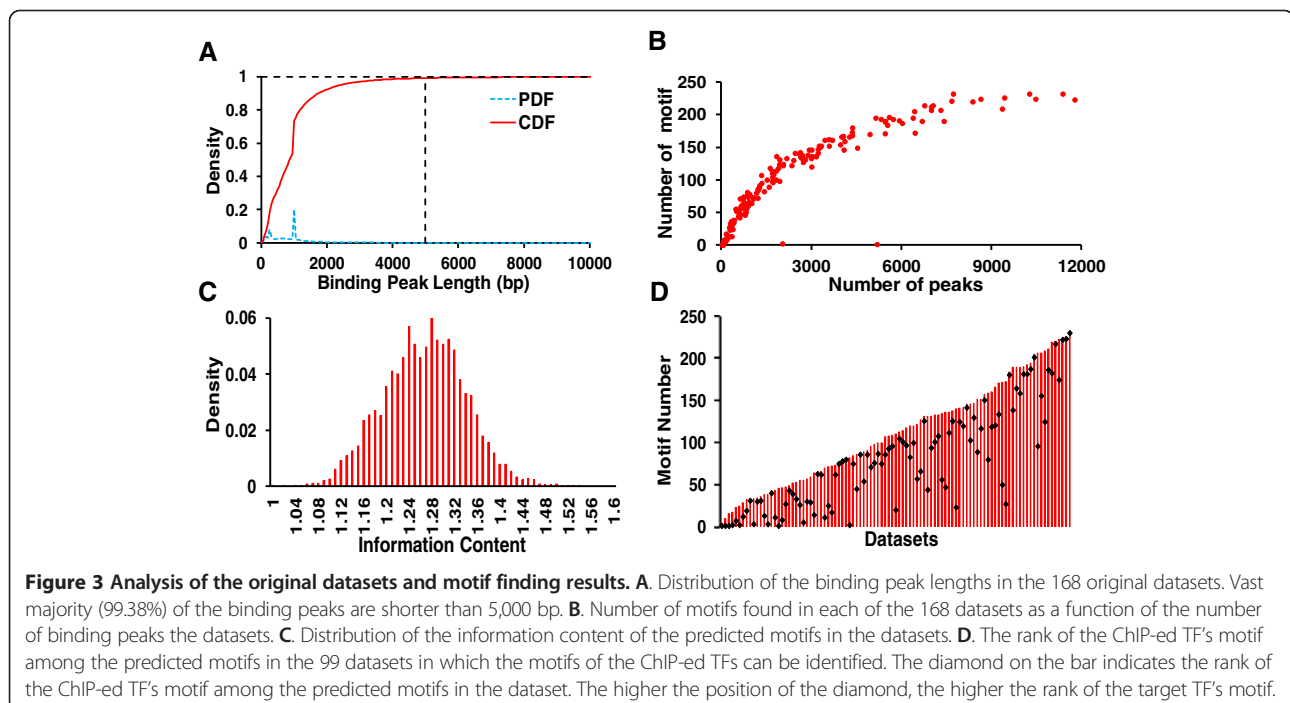 A
1
0.8
0.6
0.4
0.2
0
Density
PDF
CDF
0 2000 4000 6000 8000 10000
Binding Peak Length (bp)
B
250
200
150
100
50
0
Number of motif
0 3000 6000 9000 12000
Number of peaks
C
0.06
0.04
0.02
0
Density
1 1.04 1.08 1.12 1.16 1.2 1.24 1.28 1.32 1.36 1.4 1.44 1.48 1.52 1.56 1.6
Information Content
D
250
200
150
100
50
0
Motif Number
Datasets
Figure 3 Analysis of the original datasets and motif finding results. A. Distribution of the binding peak lengths in the 168 original datasets. Vast
majority (99.38%) of the binding peaks are shorter than 5,000 bp. B. Number of motifs found in each of the 168 datasets as a function of the number
of binding peaks the datasets. C. Distribution of the information content of the predicted motifs in the datasets. D. The rank of the ChIP-ed TF's motif
among the predicted motifs in the 99 datasets in which the motifs of the ChIP-ed TFs can be identified. The diamond on the bar indicates the rank of
the ChIP-ed TF's motif among the predicted motifs in the dataset. The higher the position of the diamond, the higher the rank of the target TF's motif.